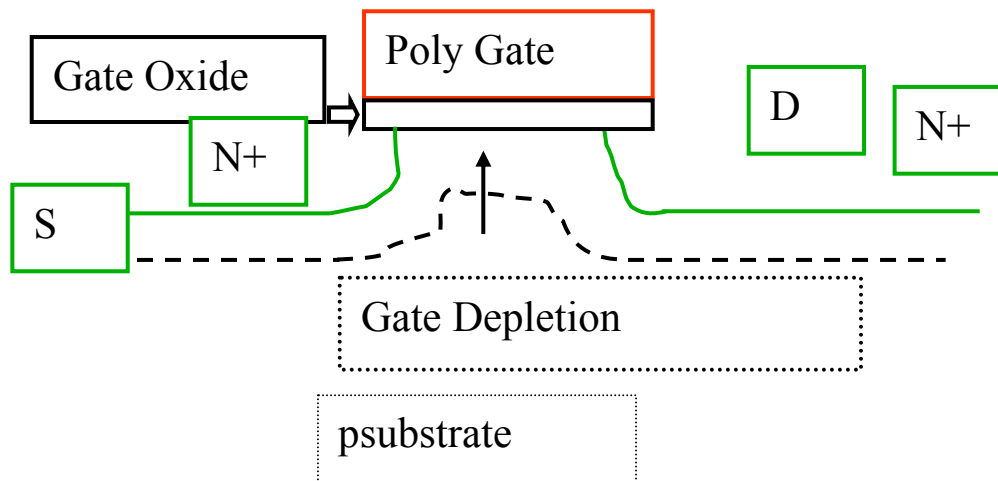 Poly Gate
Gate Oxide
D
N+
N+
S
Gate Depletion
psubstrate